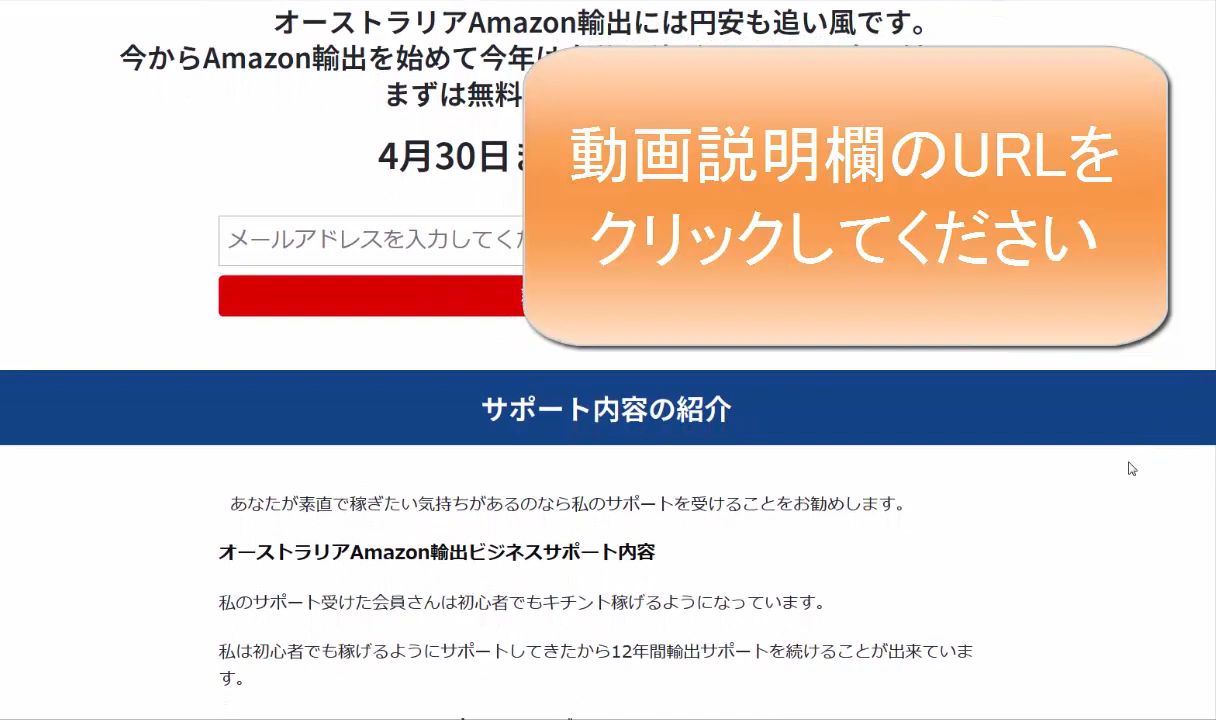 オーストラリアAmazon輸出には円安も追い風です。
今からAmazon輸出を始めて今年は
まずは無料
4月30日
動画説明欄のURLを
クリックしてください
メールアドレスを入力してくだ
サポート内容の紹介
あなたが素直で稼ぎたい気持ちがあるのなら私のサポートを受けることをお勧めします。
オーストラリアAmazon輸出ビジネスサポート内容
私のサポート受けた会員さんは初心者でもキチント稼げるようになっています。
私は初心者でも稼げるようにサポートしてきたから12年間輸出サポートを続けることが出来ていま
す。